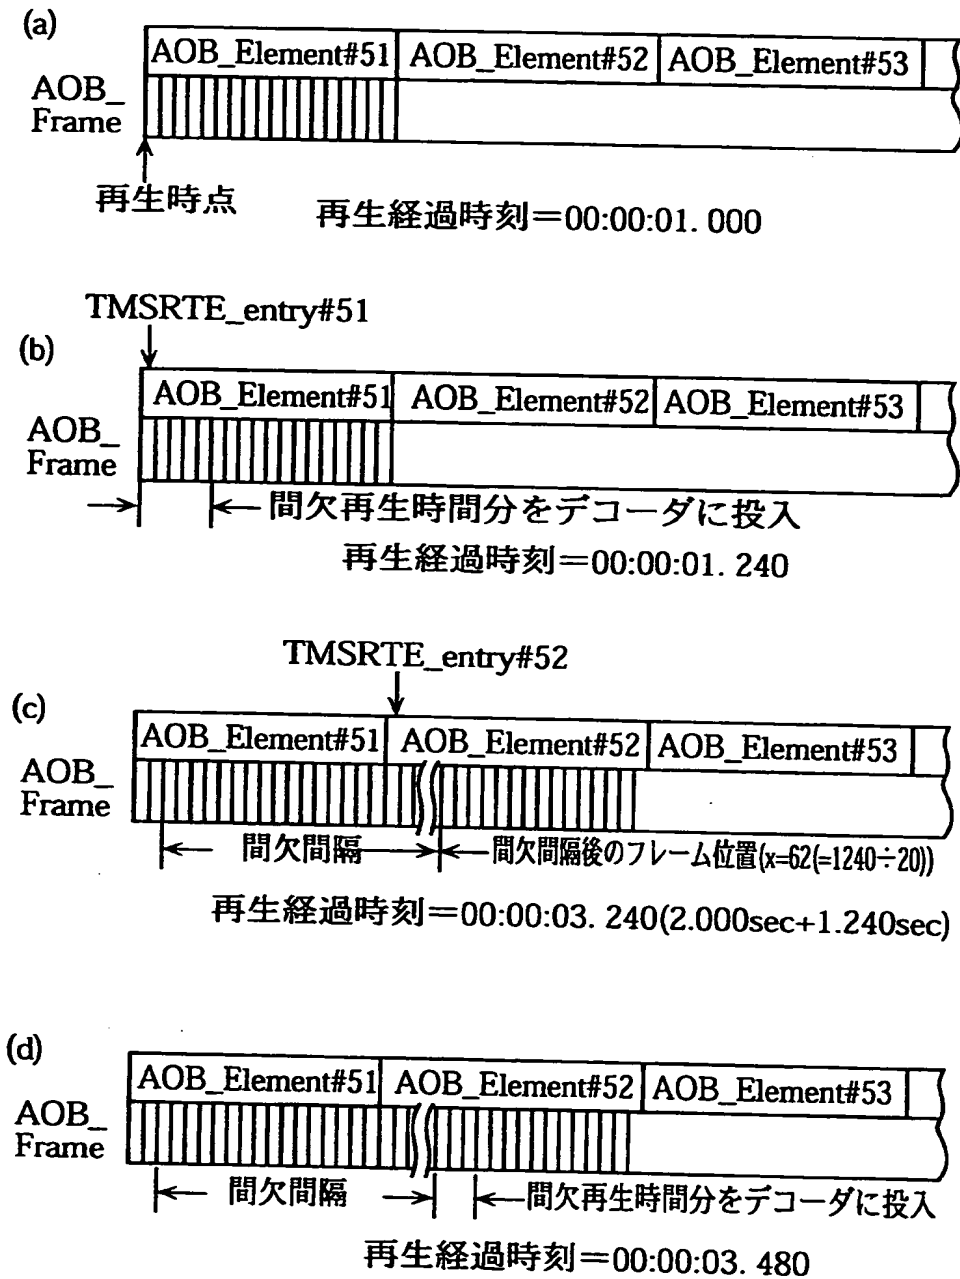 (a)
AOB_Element#51 AOB_Element#52 AOB_Element#53
AOB_
Frame
再生時点
再生経過時刻=00:00:01. 000
TMSRTE_entry#51
(b)
AOB_Element#51 AOB_Element#52 AOB_Element#53
AOB_
Frame
間欠再生時間分をデコーダに投入
再生経過時刻=00:00:01. 240
TMSRTE_entry#52
(c)
AOB_Element#51 AOB_Element#52 AOB_Element#53
AOB_
Frame
間欠間隔 間欠間隔後のフレーム位置(x=62(=1240÷20))
再生経過時刻=00:00:03. 240(2.000sec+1.240sec)
(d)
AOB_Element#51 AOB_Element#52 AOB_Element#53
AOB_
Frame
間欠間隔 間欠再生時間分をデコーダに投入
再生経過時刻=00:00:03. 480